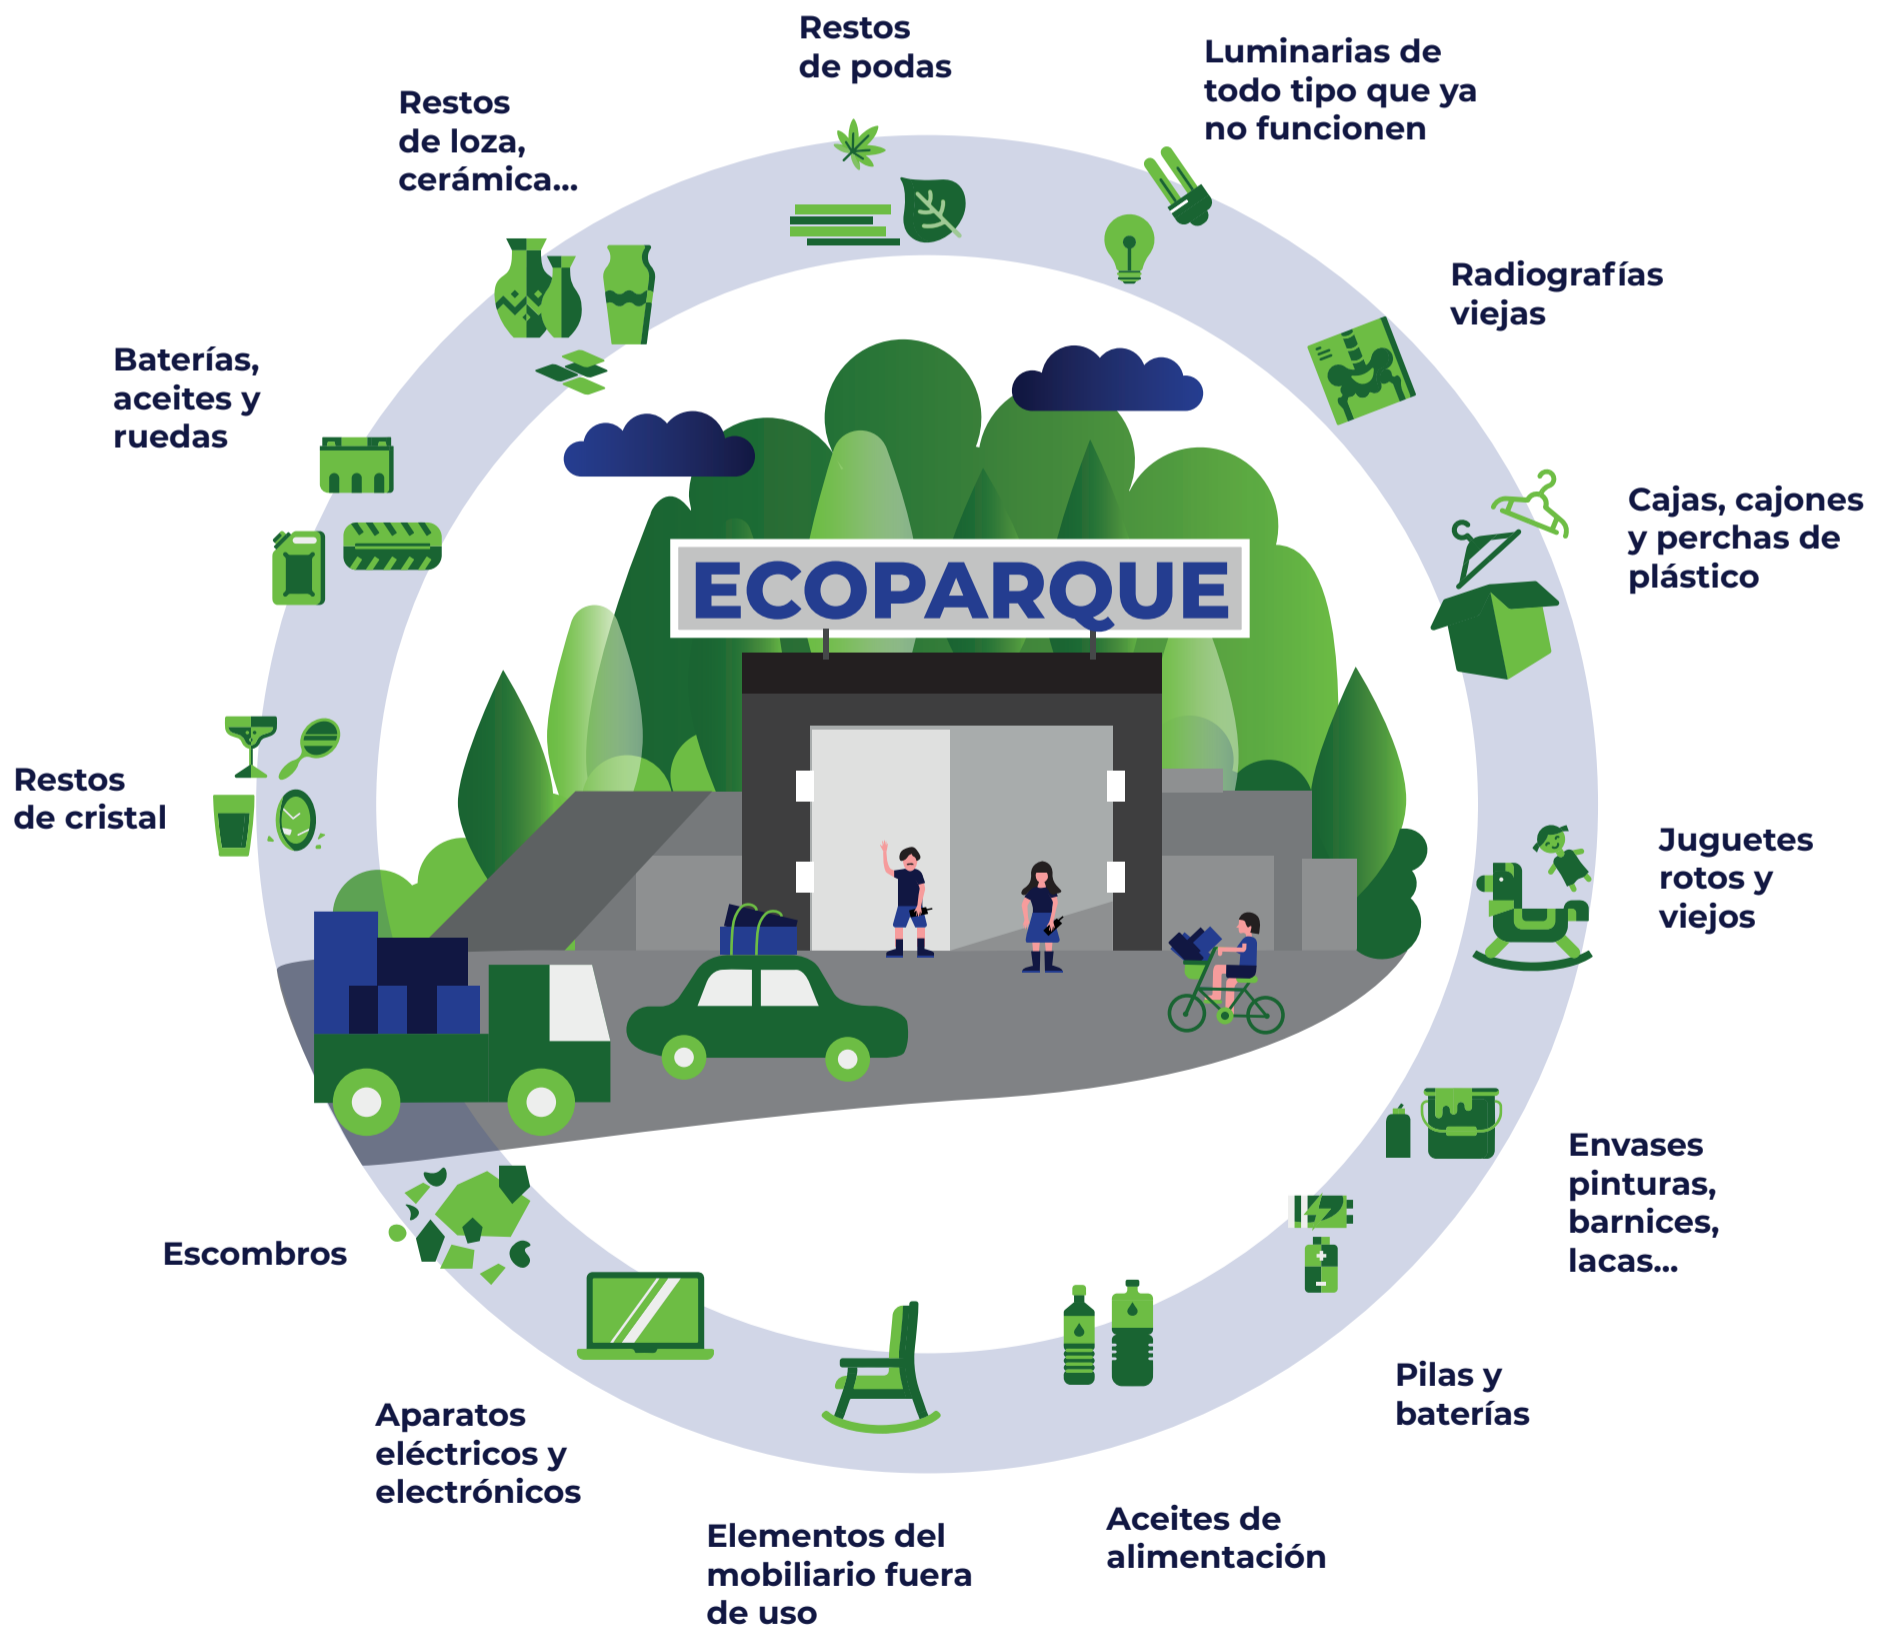 Restos
de podas
Luminarias de
todo tipo que ya
no funcionen
Radiografías
viejas
Cajas, cajones
y perchas de
plástico
Juguetes
rotos y
viejos
Envases
pinturas,
barnices,
lacas...
Pilas y
baterías
Aceites de
alimentación
Elementos del
mobiliario fuera
de uso
Aparatos
eléctricos y
electrónicos
Escombros
Restos
de cristal
Baterías,
aceites y
ruedas
Restos
de loza,
cerámica...
ECOPARQUE